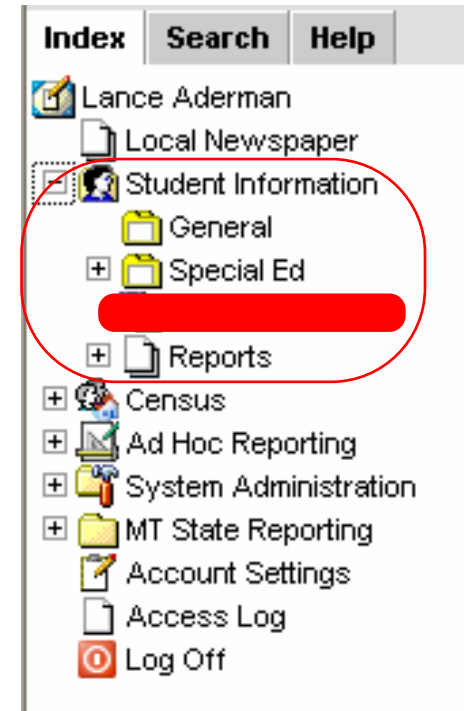 Index Search Help
Lance Aderman
Local Newspaper
Student Information
General
Special Ed
Reports
Census
Ad Hoc Reporting
System Administration
MT State Reporting
Account Settings
Access Log
Log Off